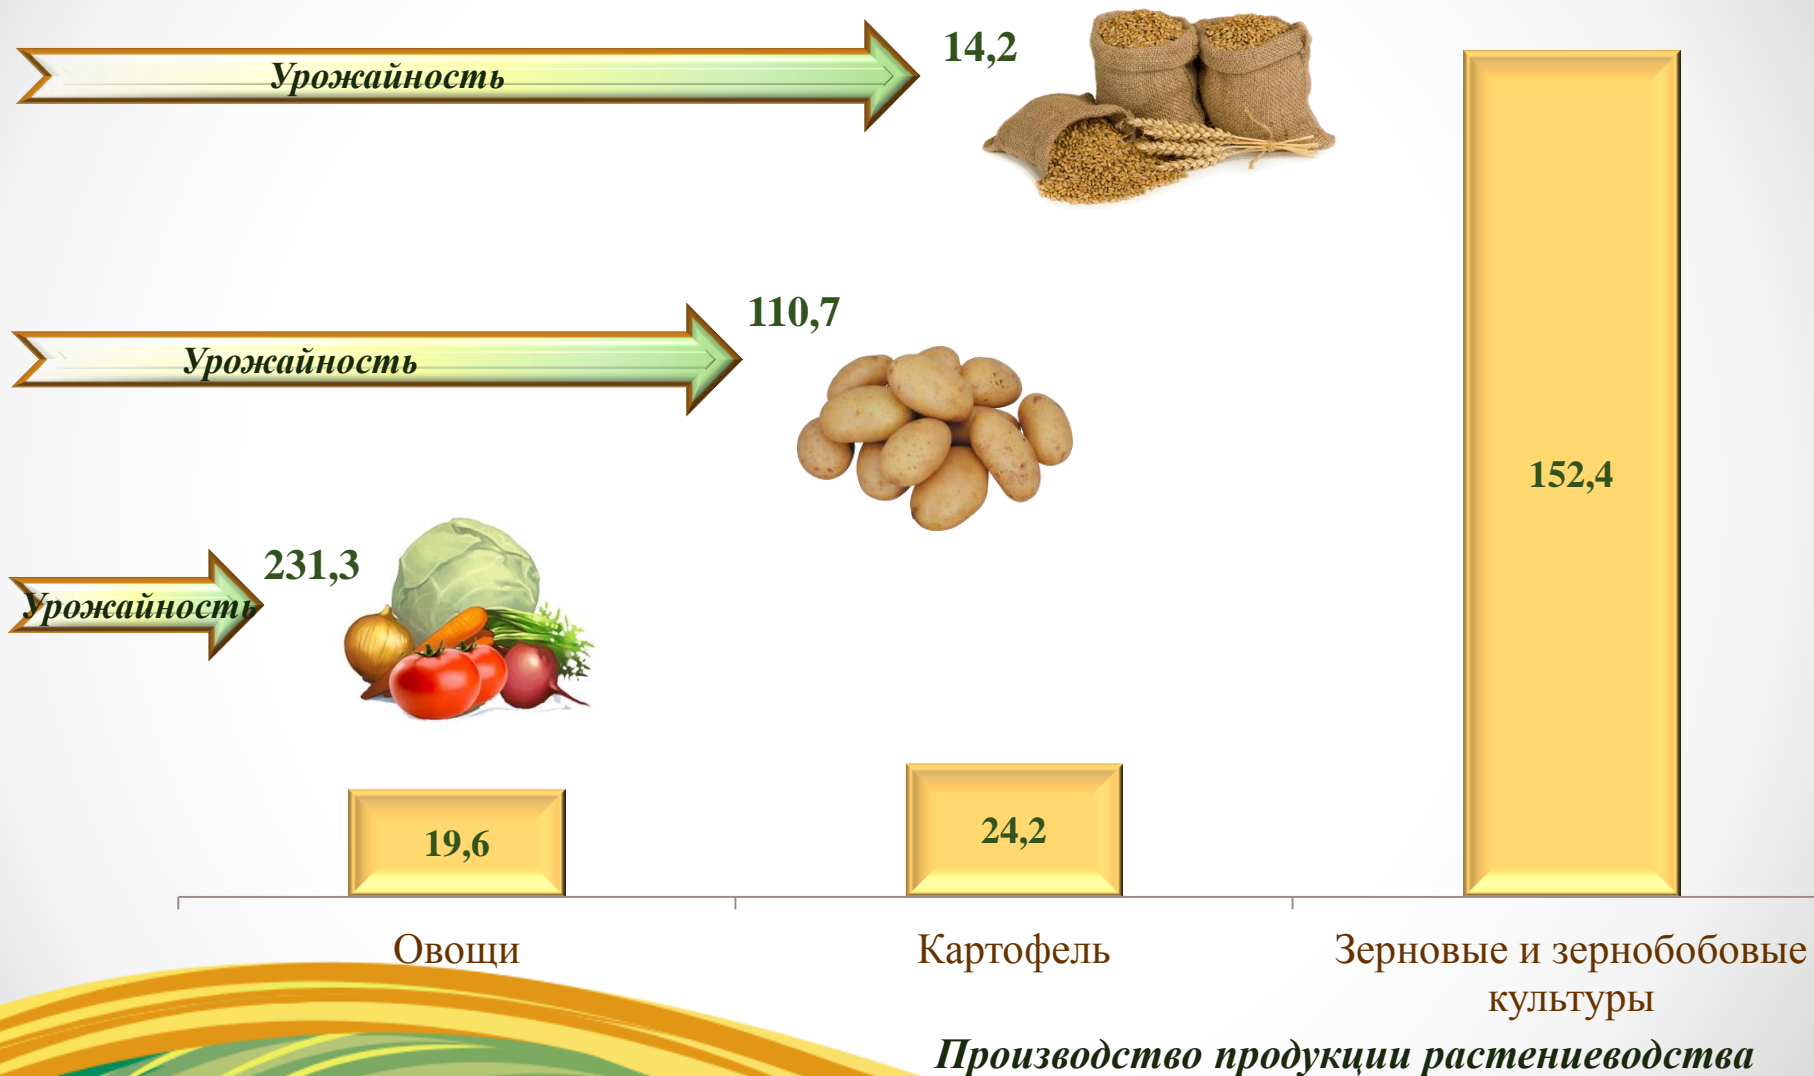 14,2
Урожайность
110,7
Урожайность
152,4
231,3
Урожайность
19,6
24,2
Овощи
Картофель
Зерновые и зернобобовые
культуры
Производство продукции растениеводства